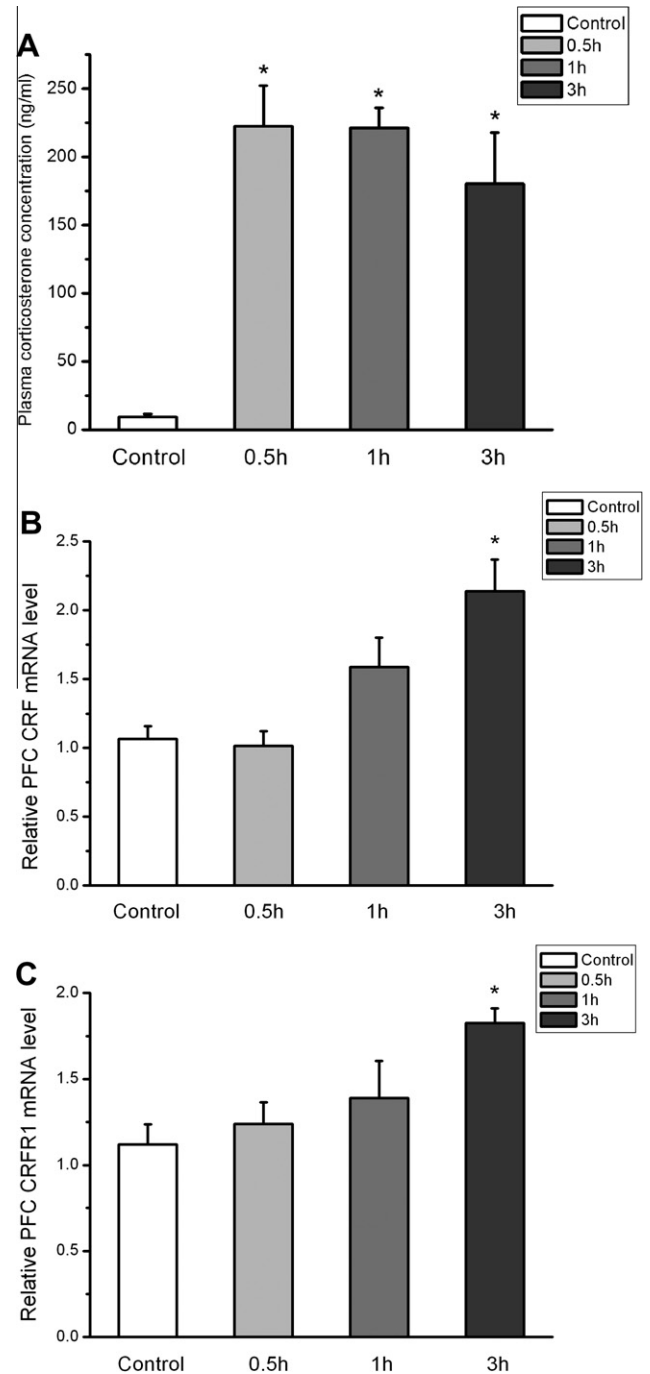 A
Control
0.5h
1h
3h
Plasma corticosterone concentration (ng/ml)
250
200
150
100
50
0
*
*
*
Control 0.5h 1h 3h
B
Control
0.5h
1h
3h
Relative PFC CRF mRNA level
2.5
2.0
1.5
1.0
0.5
0.0
*
Control 0.5h 1h 3h
C
Control
0.5h
1h
3h
Relative PFC CRFR1 mRNA level
2.0
1.5
1.0
0.5
0.0
*
Control 0.5h 1h 3h